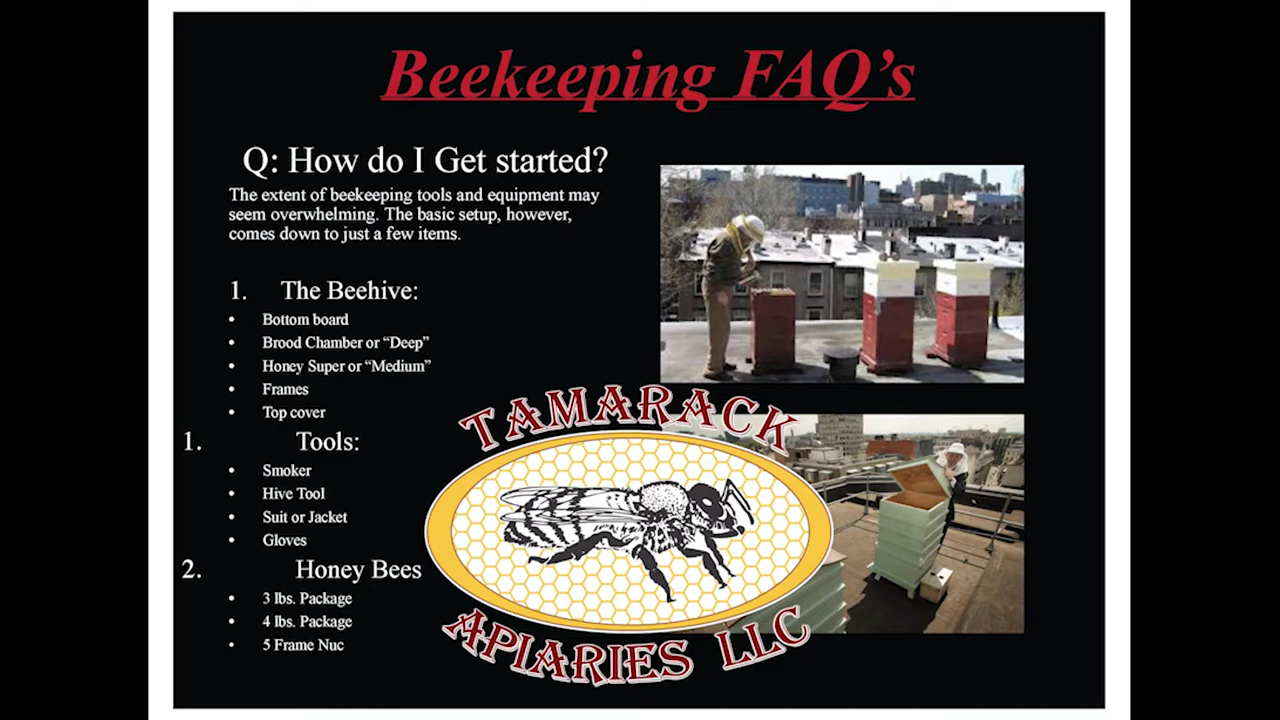 Beekeeping FAQ’s
Q: How do I Get started?
The extent of beekeeping tools and equipment may
seem overwhelming. The basic setup, however,
comes down to just a few items.
1. The Beehive:
• Bottom board
• Brood Chamber or “Deep”
• Honey Super or “Medium”
• Frames
• Top cover
1. Tools:
• Smoker
• Hive Tool
• Suit or Jacket
• Gloves
2. Honey Bees
• 3 lbs. Package
• 4 lbs. Package
• 5 Frame Nuc
TAMARACK
APIARIES LLC